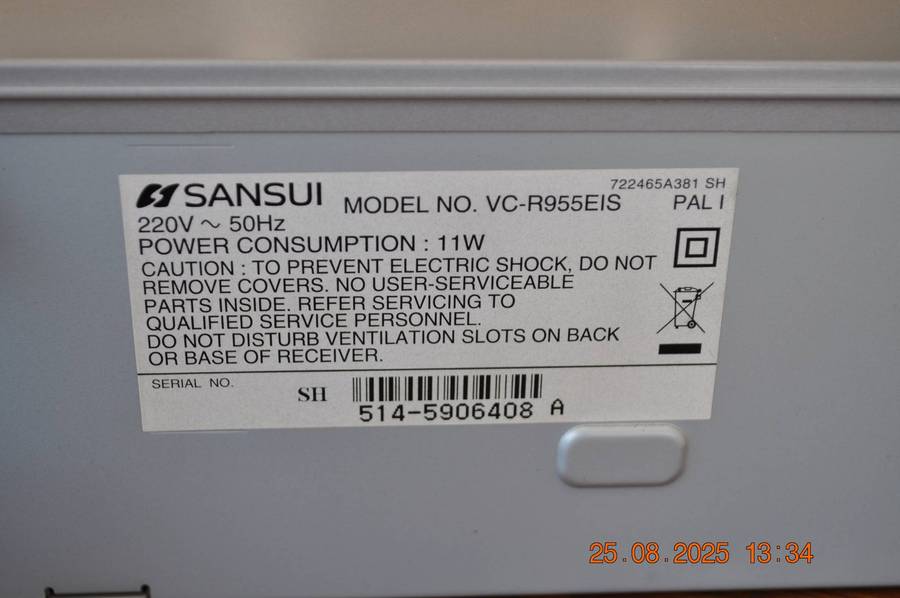 SANSUI
722465A381 SH
MODEL NO. VC-R955EIS
PAL I
220V ~ 50Hz
POWER CONSUMPTION : 11W
CAUTION : TO PREVENT ELECTRIC SHOCK, DO NOT
REMOVE COVERS. NO USER-SERVICEABLE
PARTS INSIDE. REFER SERVICING TO
QUALIFIED SERVICE PERSONNEL.
DO NOT DISTURB VENTILATION SLOTS ON BACK
OR BASE OF RECEIVER.
SERIAL NO.
SH
514-5906408 A
25.08.2025 13:34